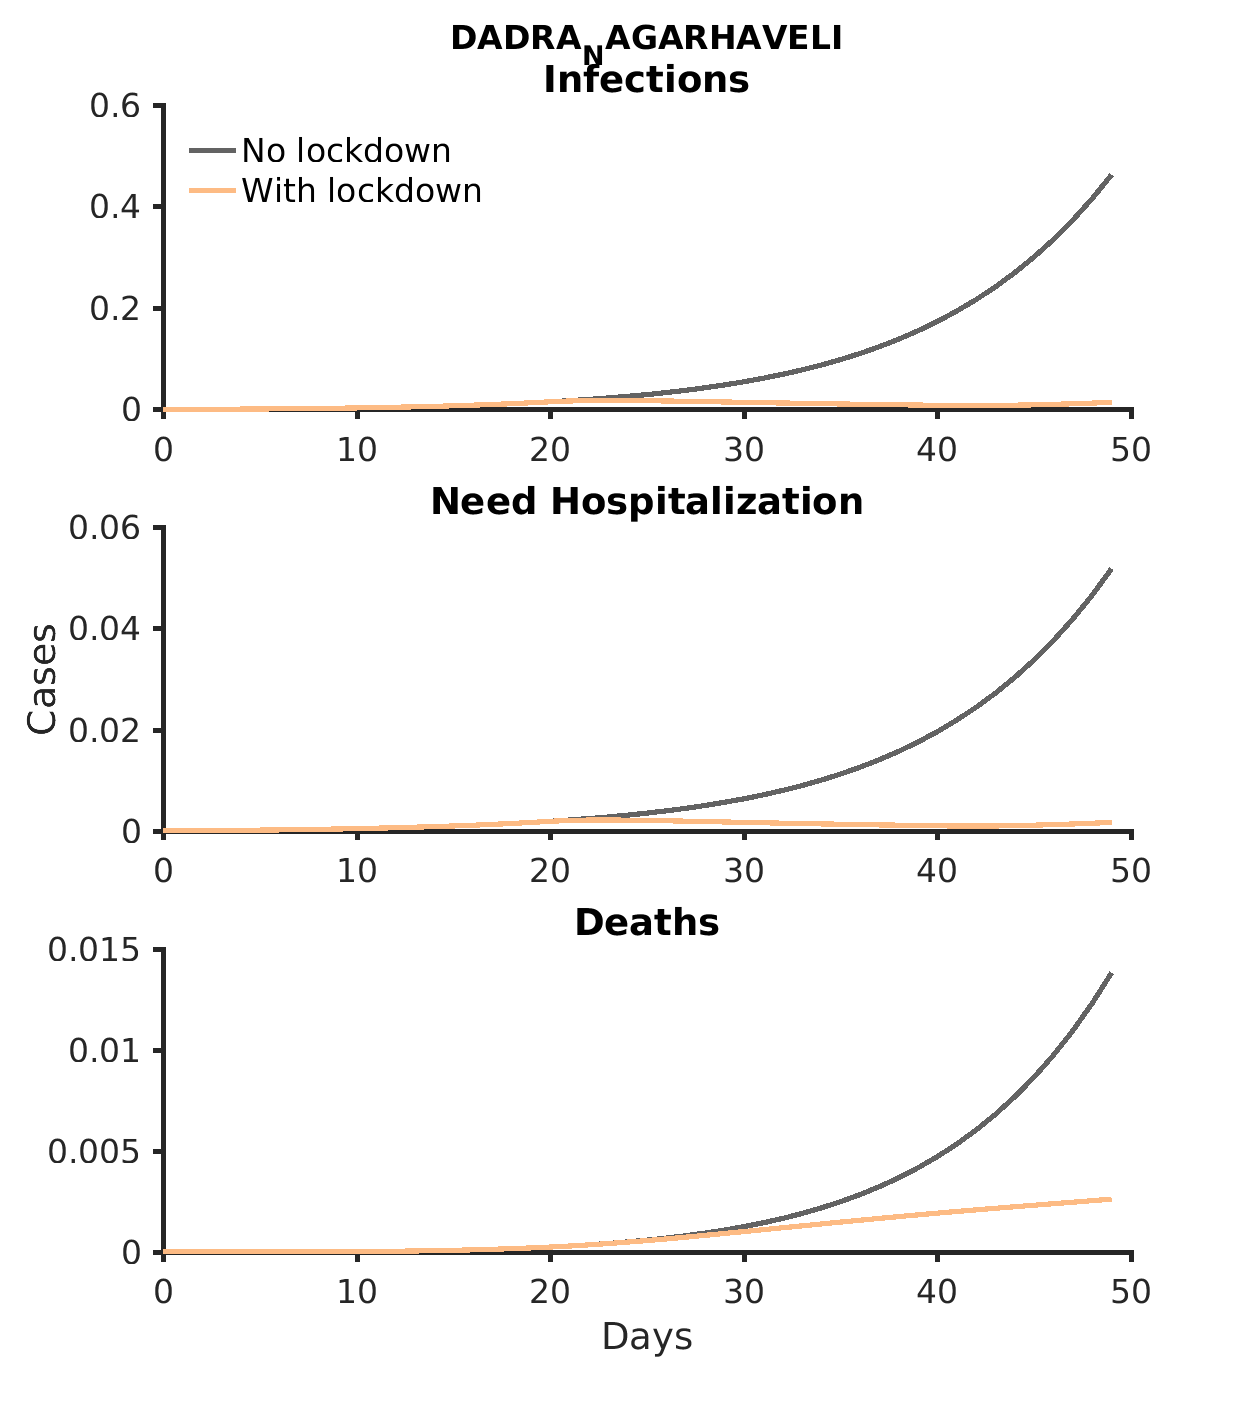 DADRA_NAGARHAVELI
Infections
0.6
0.4
0.2
0
No lockdown
With lockdown
0 10 20 30 40 50
Need Hospitalization
0.06
0.04
0.02
0
Cases
0 10 20 30 40 50
Deaths
0.015
0.01
0.005
0
0 10 20 30 40 50
Days